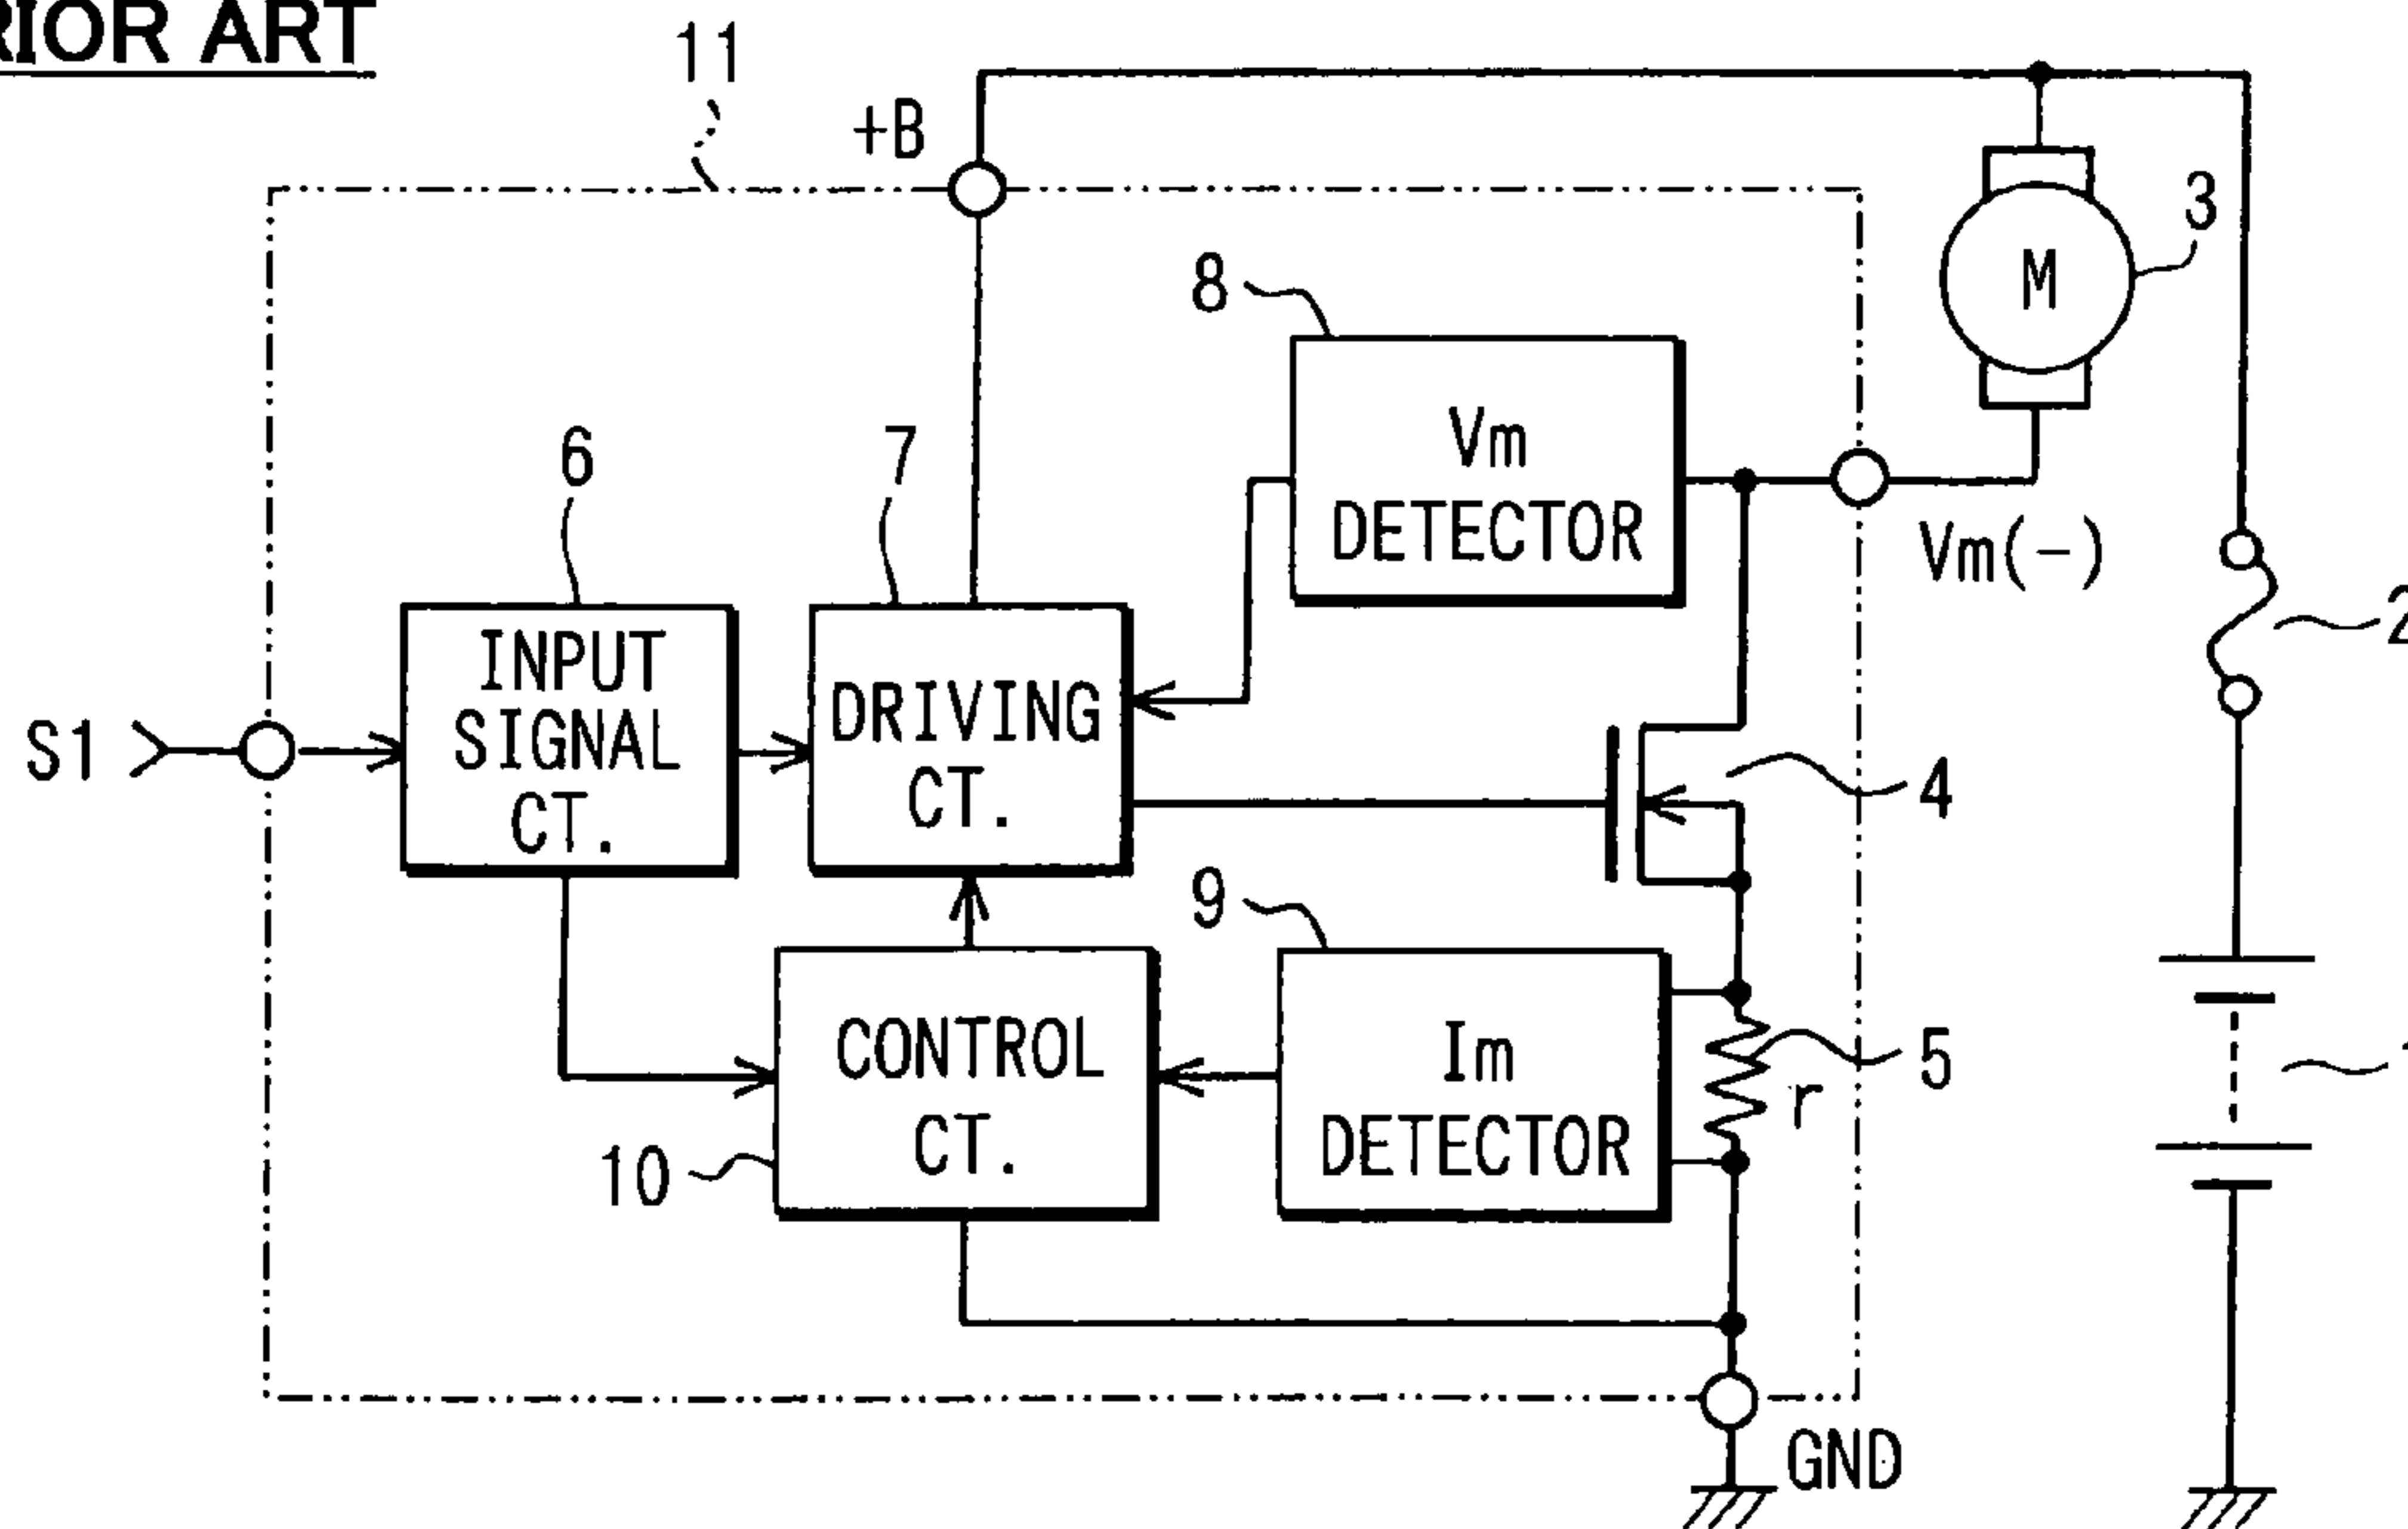 RIOR ART
11
+B
3
M
8
Vm
DETECTOR
Vm(-)
6
7
2
INPUT
SIGNAL
CT.
DRIVING
CT.
S1
4
9
CONTROL
CT.
Im
DETECTOR
5
r
10
GND